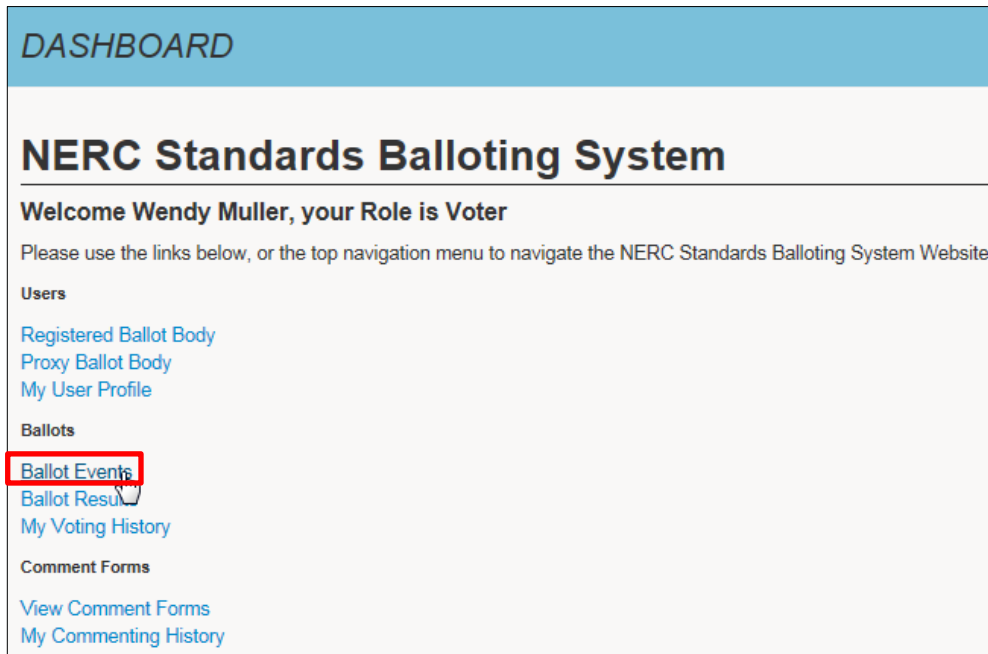 DASHBOARD
NERC Standards Balloting System
Welcome Wendy Muller, your Role is Voter
Please use the links below, or the top navigation menu to navigate the NERC Standards Balloting System Website
Users
Registered Ballot Body
Proxy Ballot Body
My User Profile
Ballots
Ballot Events
Ballot Results
My Voting History
Comment Forms
View Comment Forms
My Commenting History